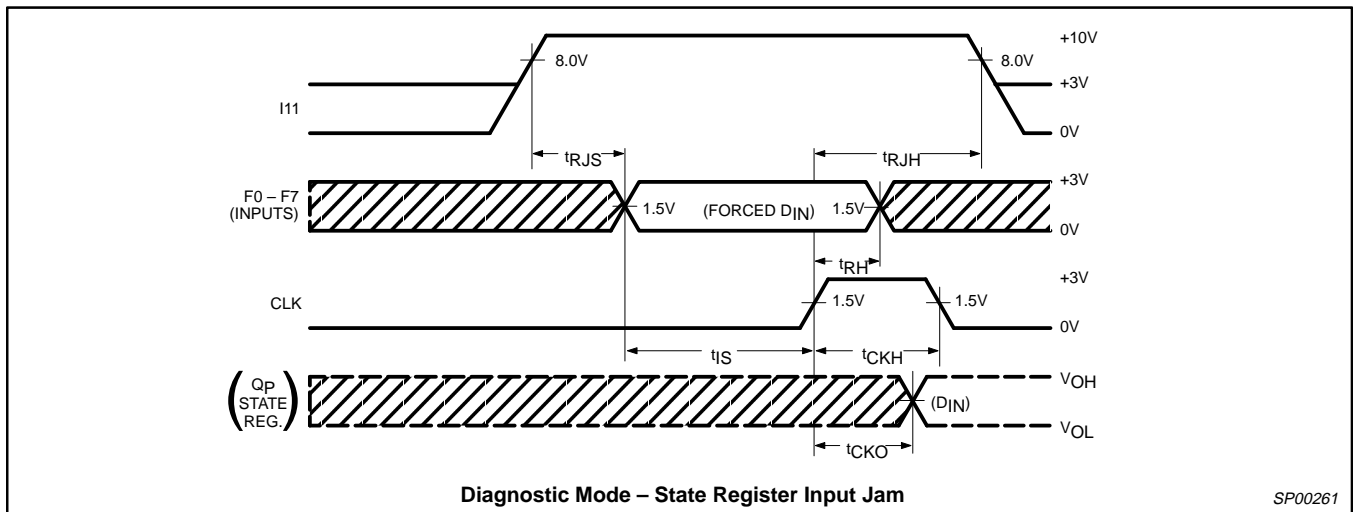 +10V
8.0V
8.0V
+3V
I11
0V
tRJS
tRJH
+3V
F0 – F7
(INPUTS)
1.5V
(FORCED DIN)
1.5V
0V
tRH
+3V
CLK
1.5V
1.5V
0V
tIS
tCKH
VOH
(QP
STATE
REG.)
(DIN)
VOL
tCKO
Diagnostic Mode – State Register Input Jam
SP00261